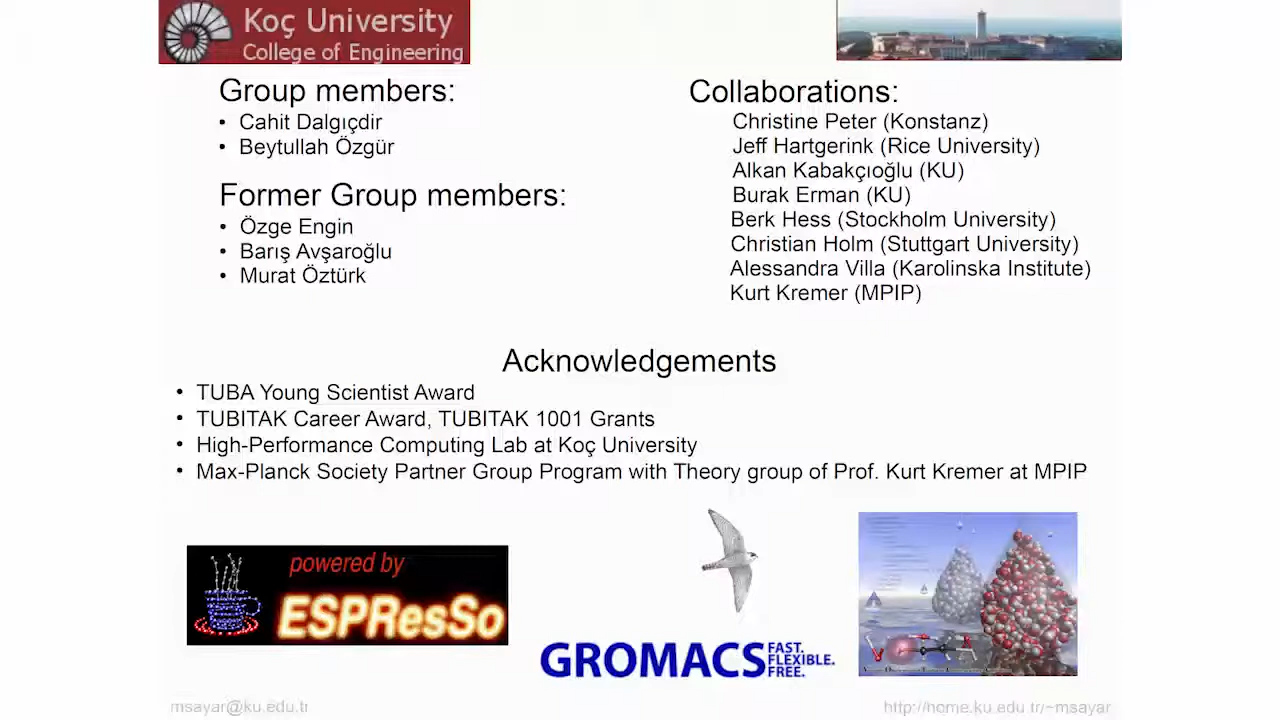 Koç University
College of Engineering
Group members:
• Cahit Dalgıçdir
• Beytullah Özgür
Former Group members:
• Özge Engin
• Barış Avşaroğlu
• Murat Öztürk
Collaborations:
Christine Peter (Konstanz)
Jeff Hartgerink (Rice University)
Alkan Kabakçıoğlu (KU)
Burak Erman (KU)
Berk Hess (Stockholm University)
Christian Holm (Stuttgart University)
Alessandra Villa (Karolinska Institute)
Kurt Kremer (MPIP)
Acknowledgements
• TUBA Young Scientist Award
• TUBITAK Career Award, TUBITAK 1001 Grants
• High-Performance Computing Lab at Koç University
• Max-Planck Society Partner Group Program with Theory group of Prof. Kurt Kremer at MPIP
powered by
ESPResSo
GROMACS
FAST.
FLEXIBLE.
FREE.
msayar@ku.edu.tr
http://home.ku.edu.tr/~msayar